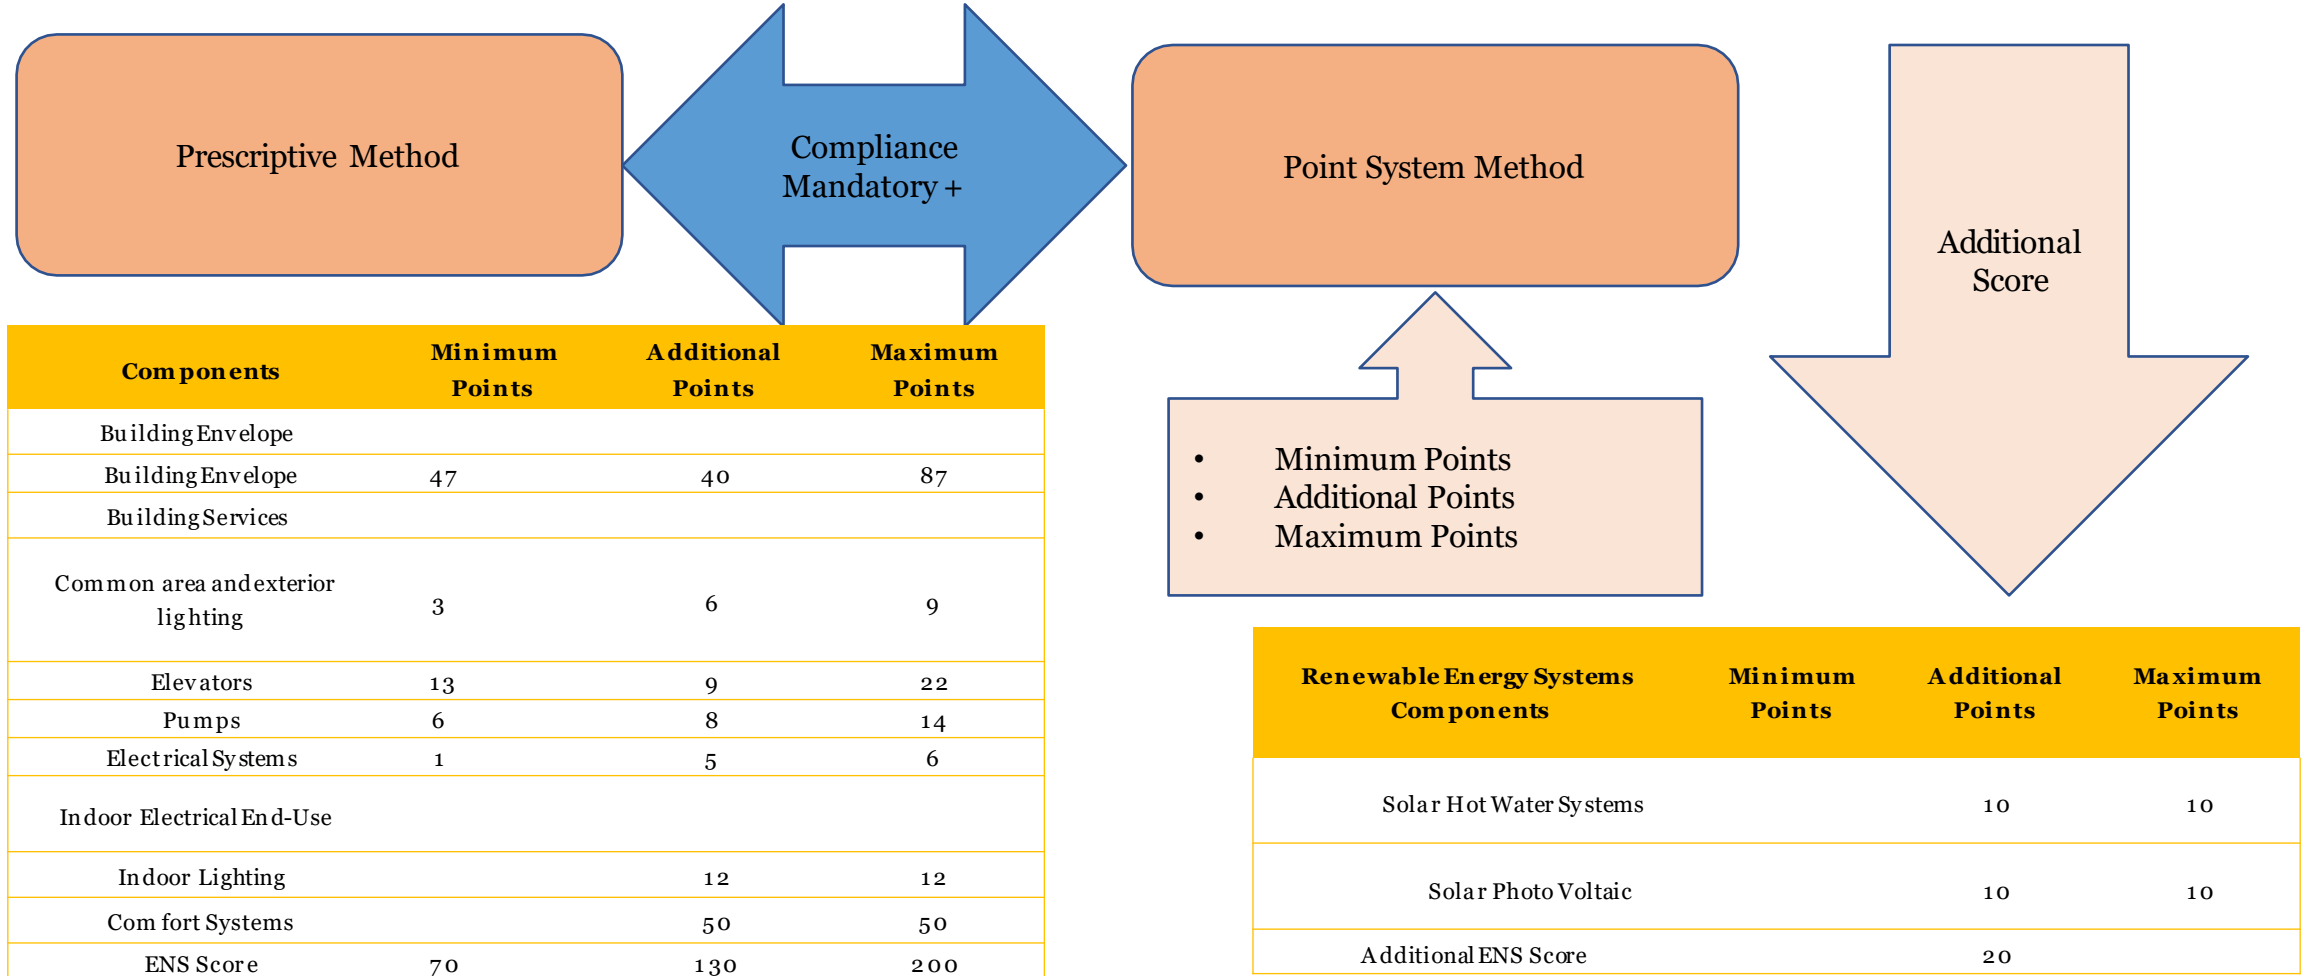 Prescriptive Method
Compliance
Mandatory +
Point System Method
Additional
Score
Components Minimum Points Additional Points Maximum Points
Building Envelope
Building Envelope 47 40 87
Building Services
Common area and exterior lighting 3 6 9
Elevators 13 9 22
Pumps 6 8 14
Electrical Systems 1 5 6
Indoor Electrical End-Use
Indoor Lighting 12 12
Comfort Systems 50 50
ENS Score 70 130 200
• Minimum Points
• Additional Points
• Maximum Points
Renewable Energy Systems Components Minimum Points Additional Points Maximum Points
Solar Hot Water Systems 10 10
Solar Photo Voltaic 10 10
Additional ENS Score 20